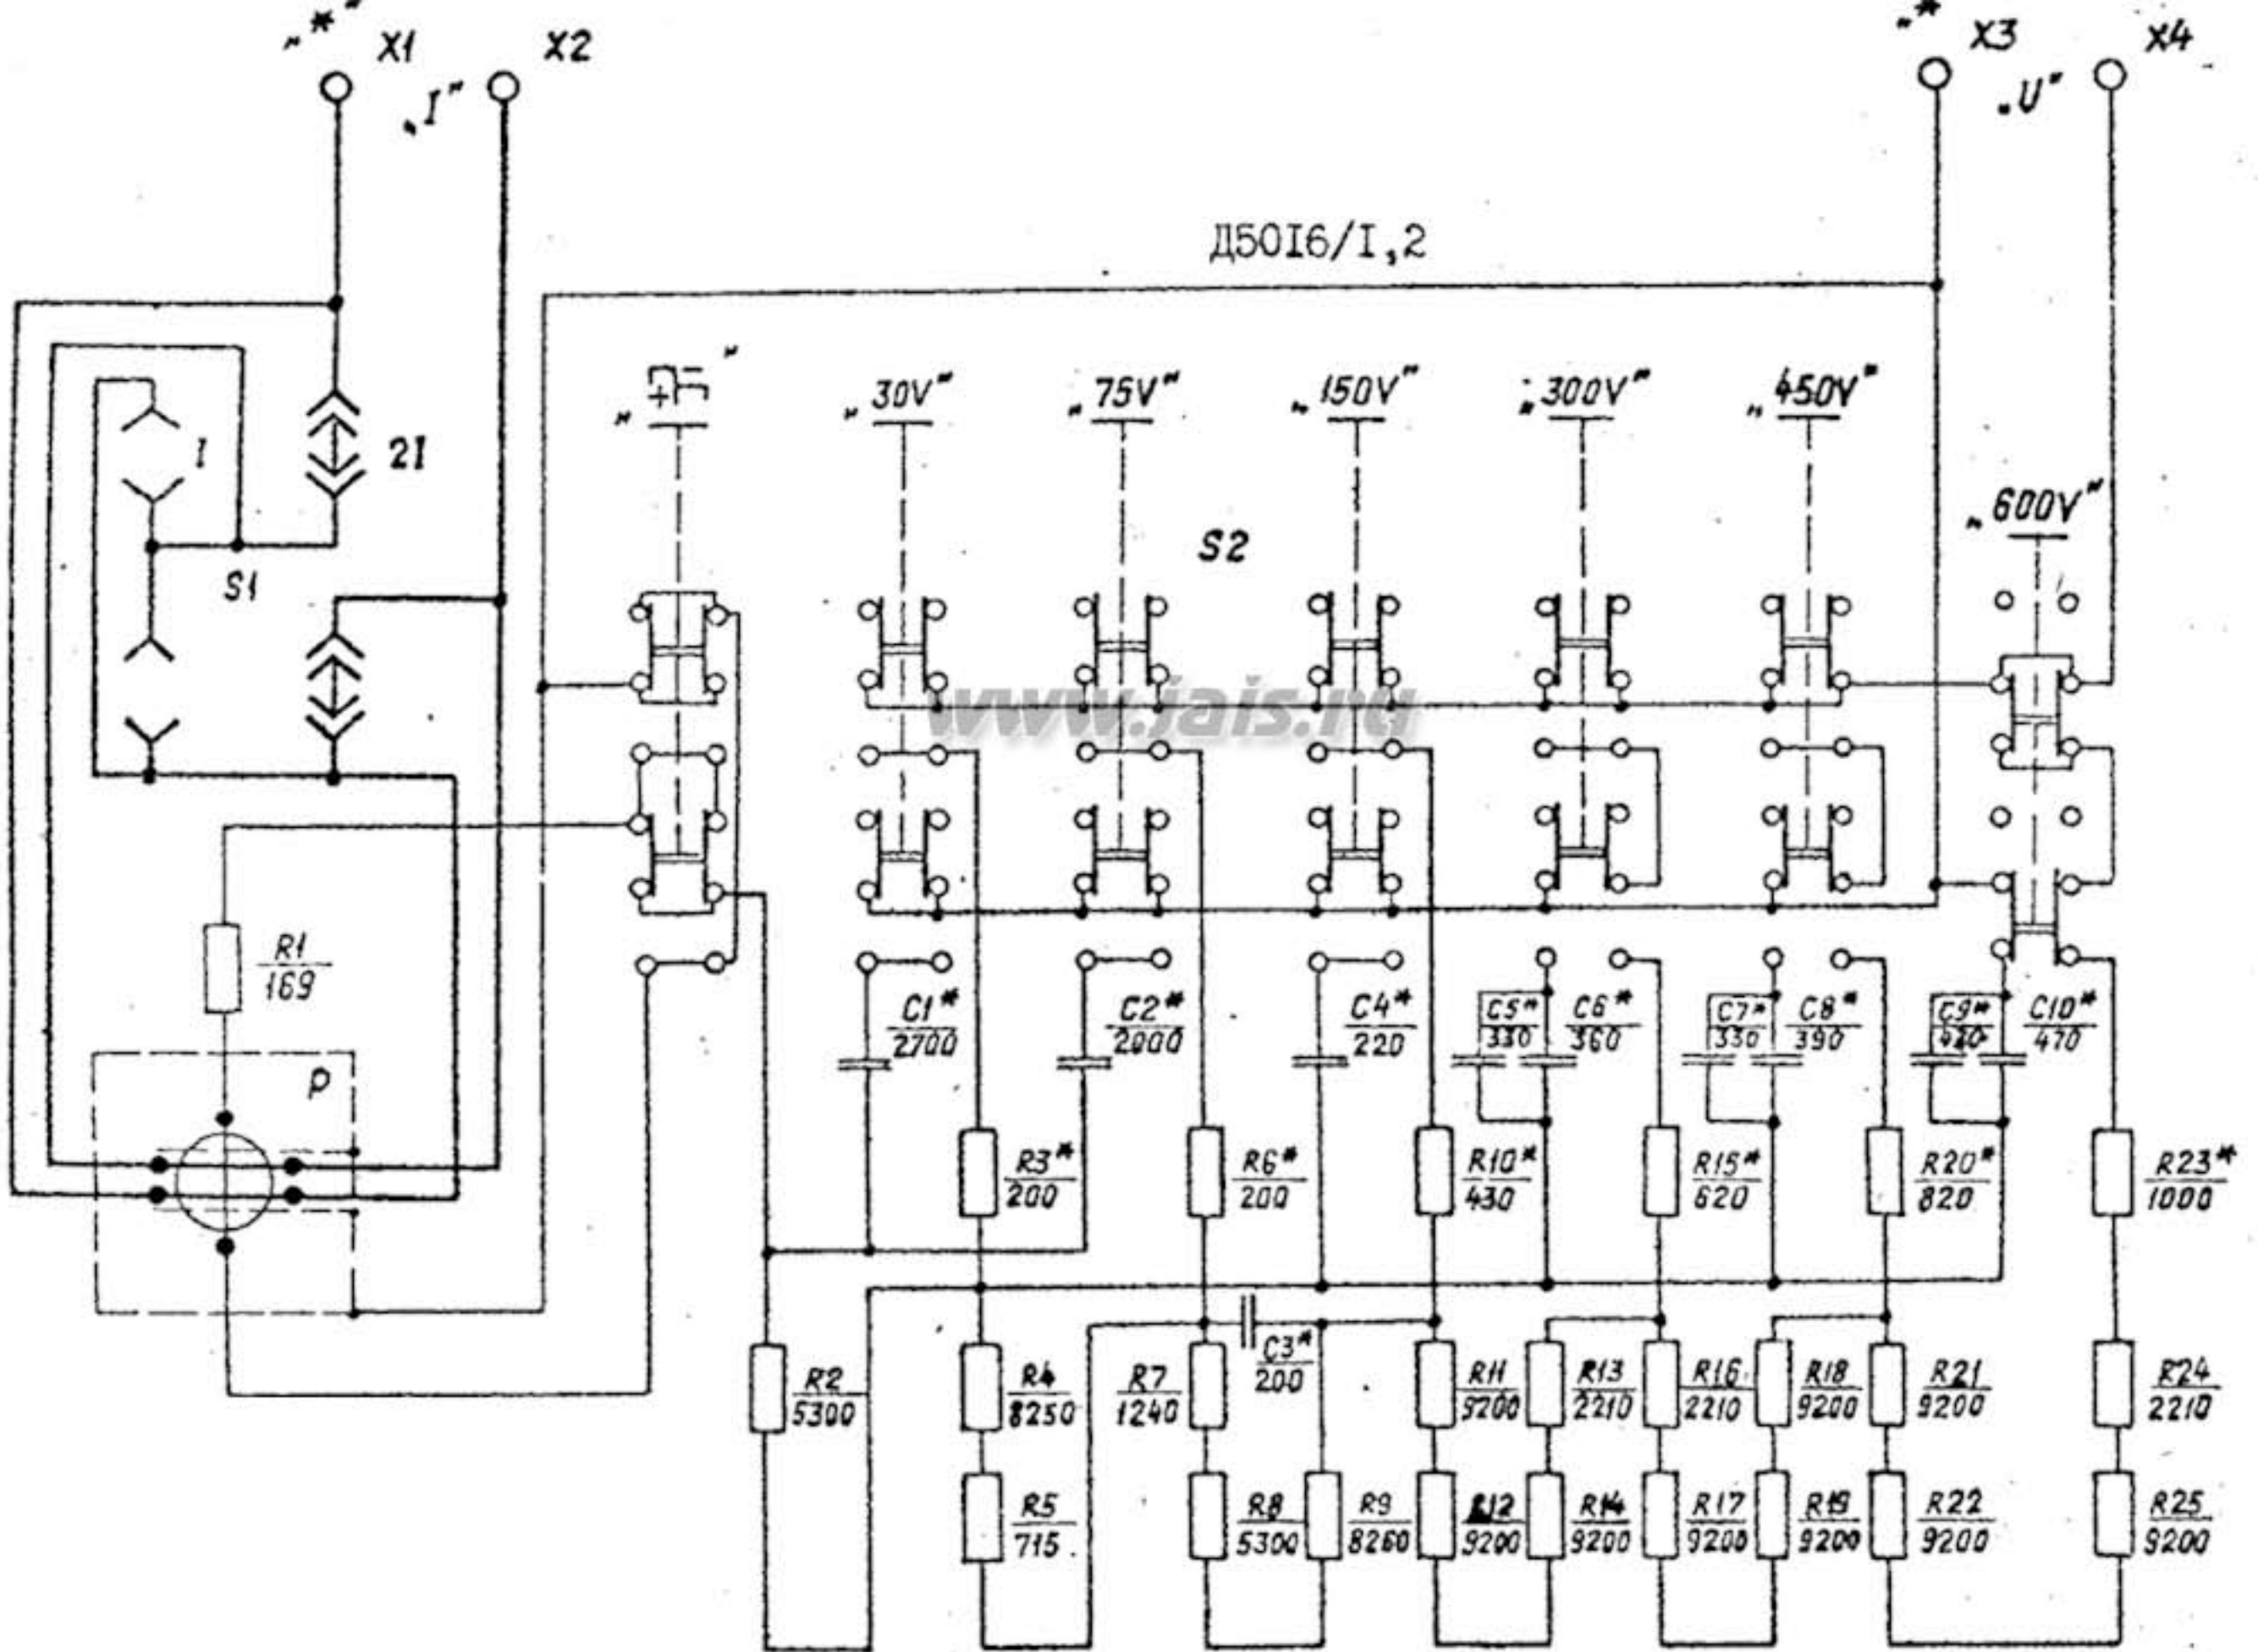 „*" X1
„I" X2
„* X3
„U" X4
Д50I6/I,2
„ + - "
„30V"
„75V"
„150V"
„300V"
„450V"
„600V"
I
2I
S1
S2
www.jais.ru
R1
169
P
C1*
2700
C2*
2000
C4*
220
C5*
330
C6*
360
C7*
330
C8*
390
C9*
C10*
470
R3*
200
R6*
200
R10*
430
R15*
620
R20*
820
R23*
1000
C3*
200
R2
5300
R4
8250
R7
1240
R11
9200
R13
2210
R16
2210
R18
9200
R21
9200
R24
2210
R5
715
R8
5300
R9
8260
R12
9200
R14
9200
R17
9200
R19
9200
R22
9200
R25
9200